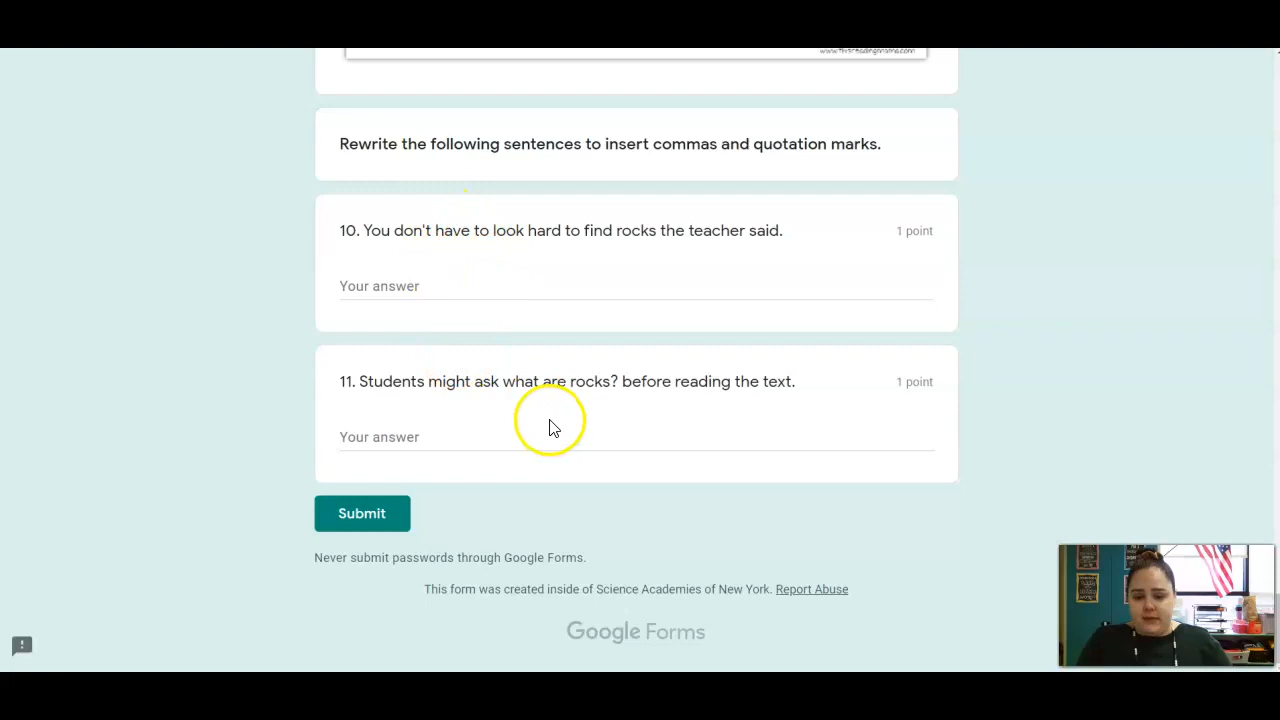 www.thisreadingmama.com
Rewrite the following sentences to insert commas and quotation marks.
10. You don't have to look hard to find rocks the teacher said.
1 point
Your answer
11. Students might ask what are rocks? before reading the text.
1 point
Your answer
Submit
Never submit passwords through Google Forms.
This form was created inside of Science Academies of New York. Report Abuse
Google Forms